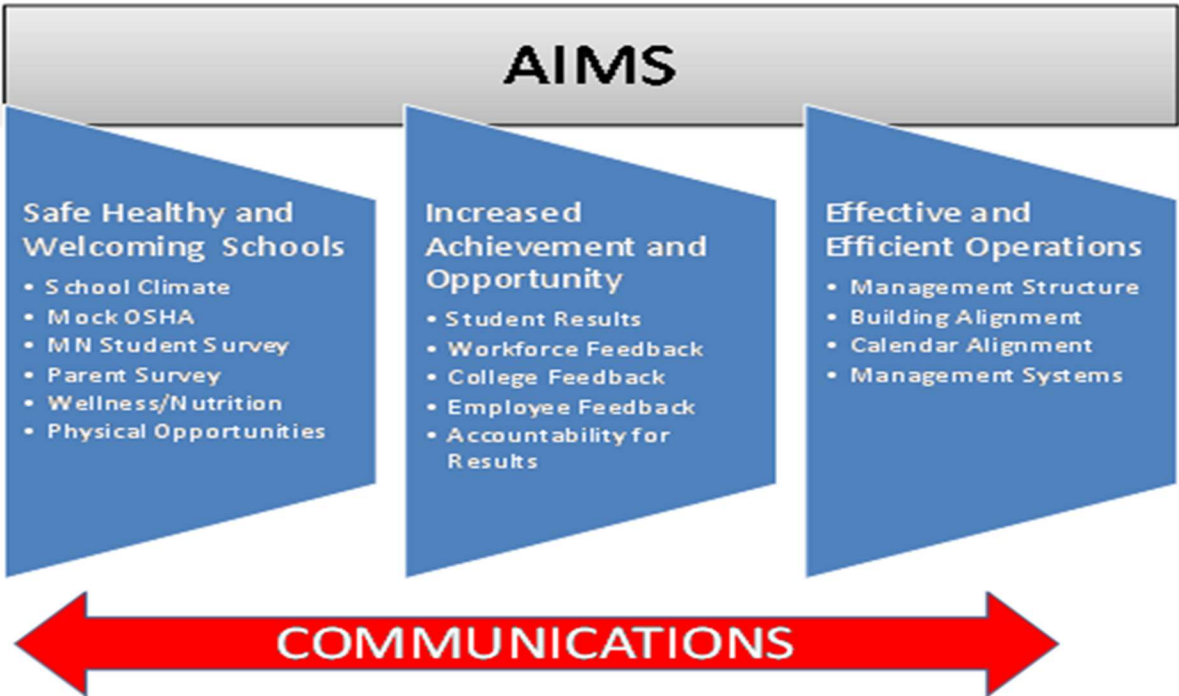 AIMS
Safe Healthy and
Welcoming Schools
• School Climate
• Mock OSHA
• MN Student Survey
• Parent Survey
• Wellness/Nutrition
• Physical Opportunities
Increased
Achievement and
Opportunity
• Student Results
• Workforce Feedback
• College Feedback
• Employee Feedback
• Accountability for
Results
Effective and
Efficient Operations
• Management Structure
• Building Alignment
• Calendar Alignment
• Management Systems
COMMUNICATIONS